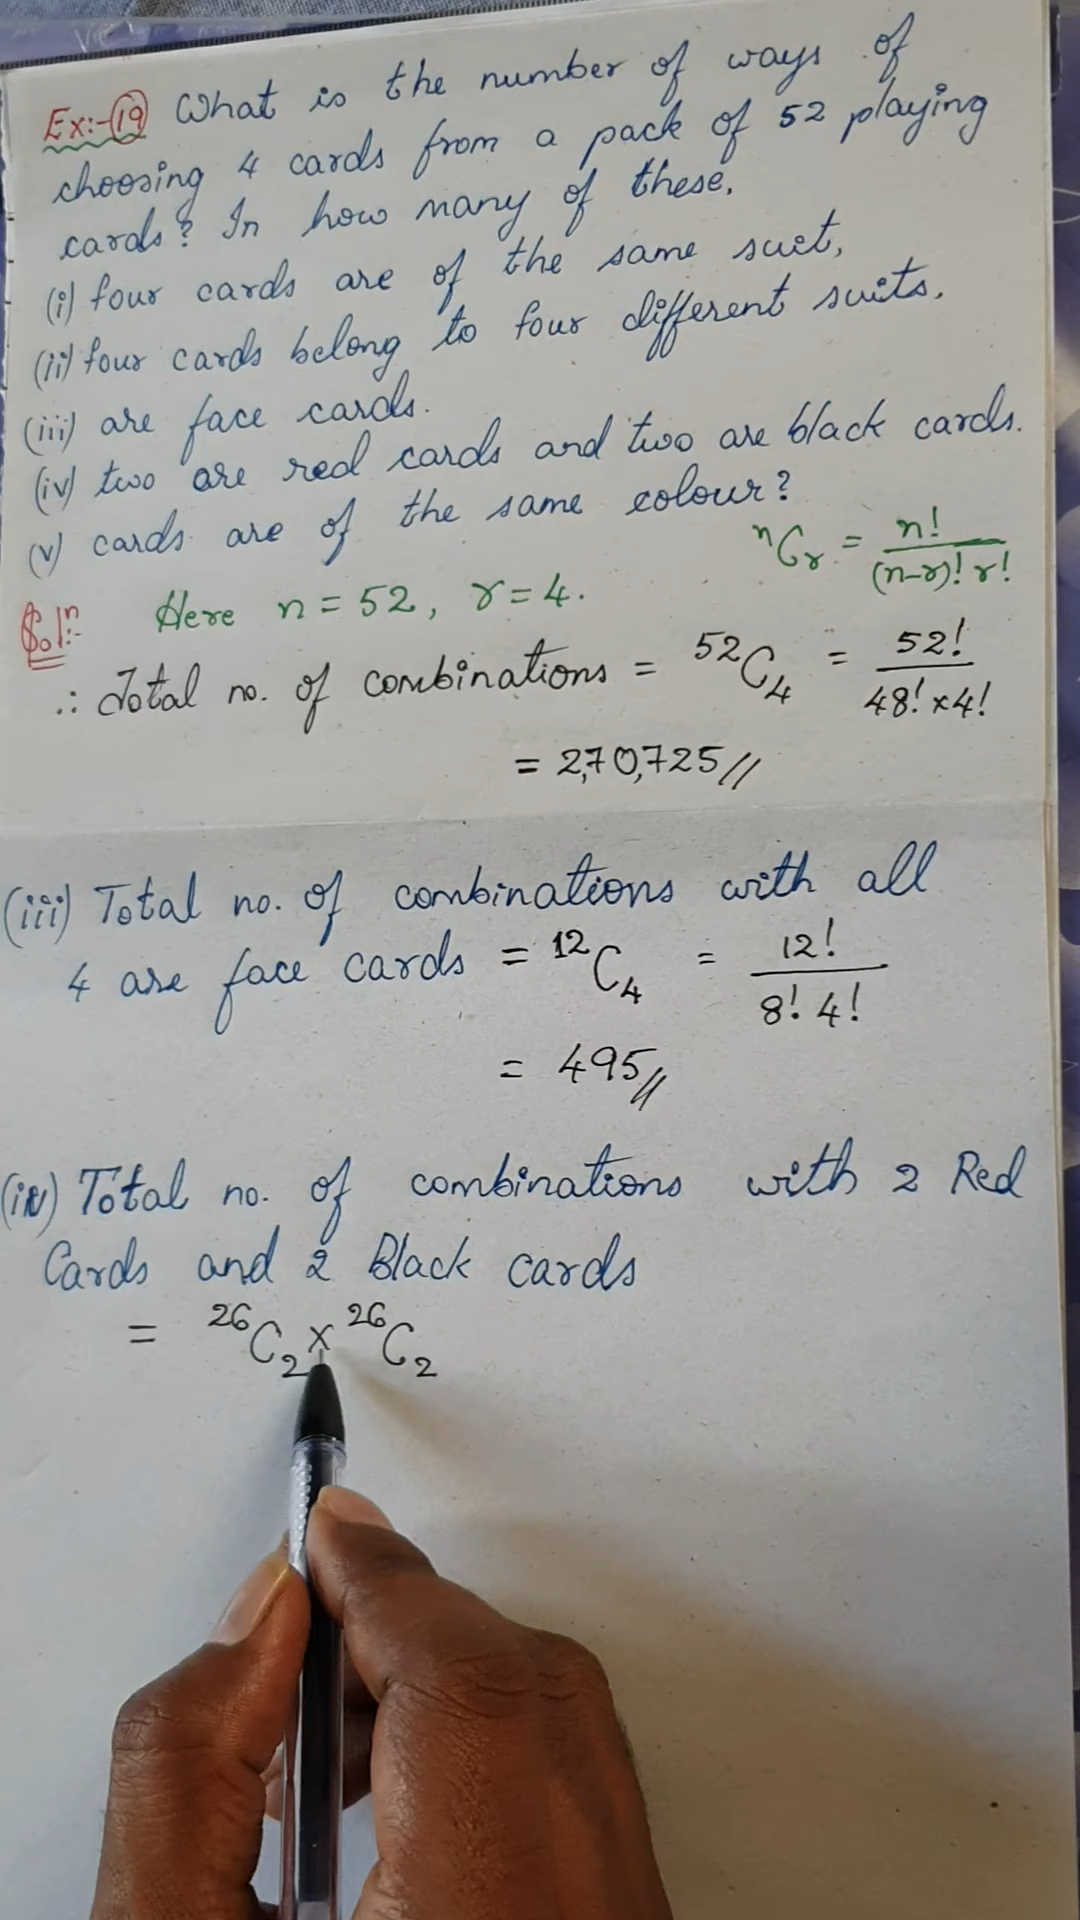 Ex:-(19) What is the number of ways of
choosing 4 cards from a pack of 52 playing
cards? In how many of these,
(i) four cards are of the same suit,
(ii) four cards belong to four different suits,
(iii) are face cards.
(iv) two are red cards and two are black cards.
(v) cards are of the same colour?
ⁿCᵣ = n!/(n-r)! r!
Solⁿ:- Here n = 52, r = 4.
∴ Total no. of combinations = ⁵²C₄ = 52!/48! × 4!
= 2,70,725//
(iii) Total no. of combinations with all
4 are face cards = ¹²C₄ = 12!/8! 4!
= 495//
(iv) Total no. of combinations with 2 Red
Cards and 2 Black cards
= ²⁶C₂ × ²⁶C₂